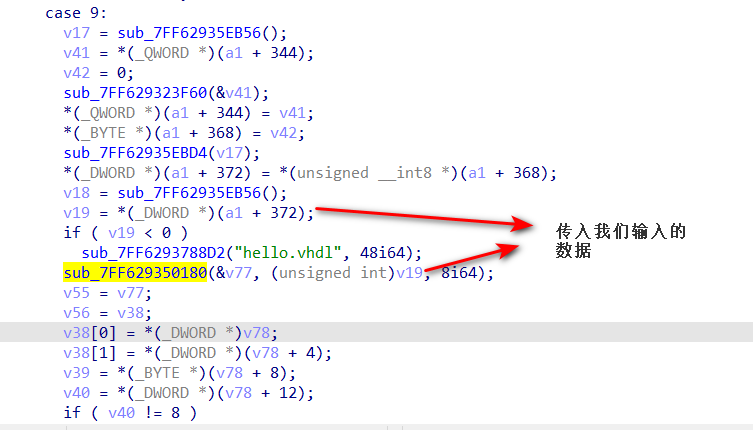 case 9:
v17 = sub_7FF62935EB56();
v41 = *(_QWORD *)(a1 + 344);
v42 = 0;
sub_7FF629323F60(&v41);
*(_QWORD *)(a1 + 344) = v41;
*(_BYTE *)(a1 + 368) = v42;
sub_7FF62935EBD4(v17);
*(_DWORD *)(a1 + 372) = *(unsigned __int8 *)(a1 + 368);
v18 = sub_7FF62935EB56();
v19 = *(_DWORD *)(a1 + 372);
if ( v19 < 0 )
sub_7FF6293788D2("hello.vhdl", 48i64);
sub_7FF629350180(&v77, (unsigned int)v19, 8i64);
v55 = v77;
v56 = v38;
v38[0] = *(_DWORD *)v78;
v38[1] = *(_DWORD *)(v78 + 4);
v39 = *(_BYTE *)(v78 + 8);
v40 = *(_DWORD *)(v78 + 12);
if ( v40 != 8 )
传入我们输入的
数据